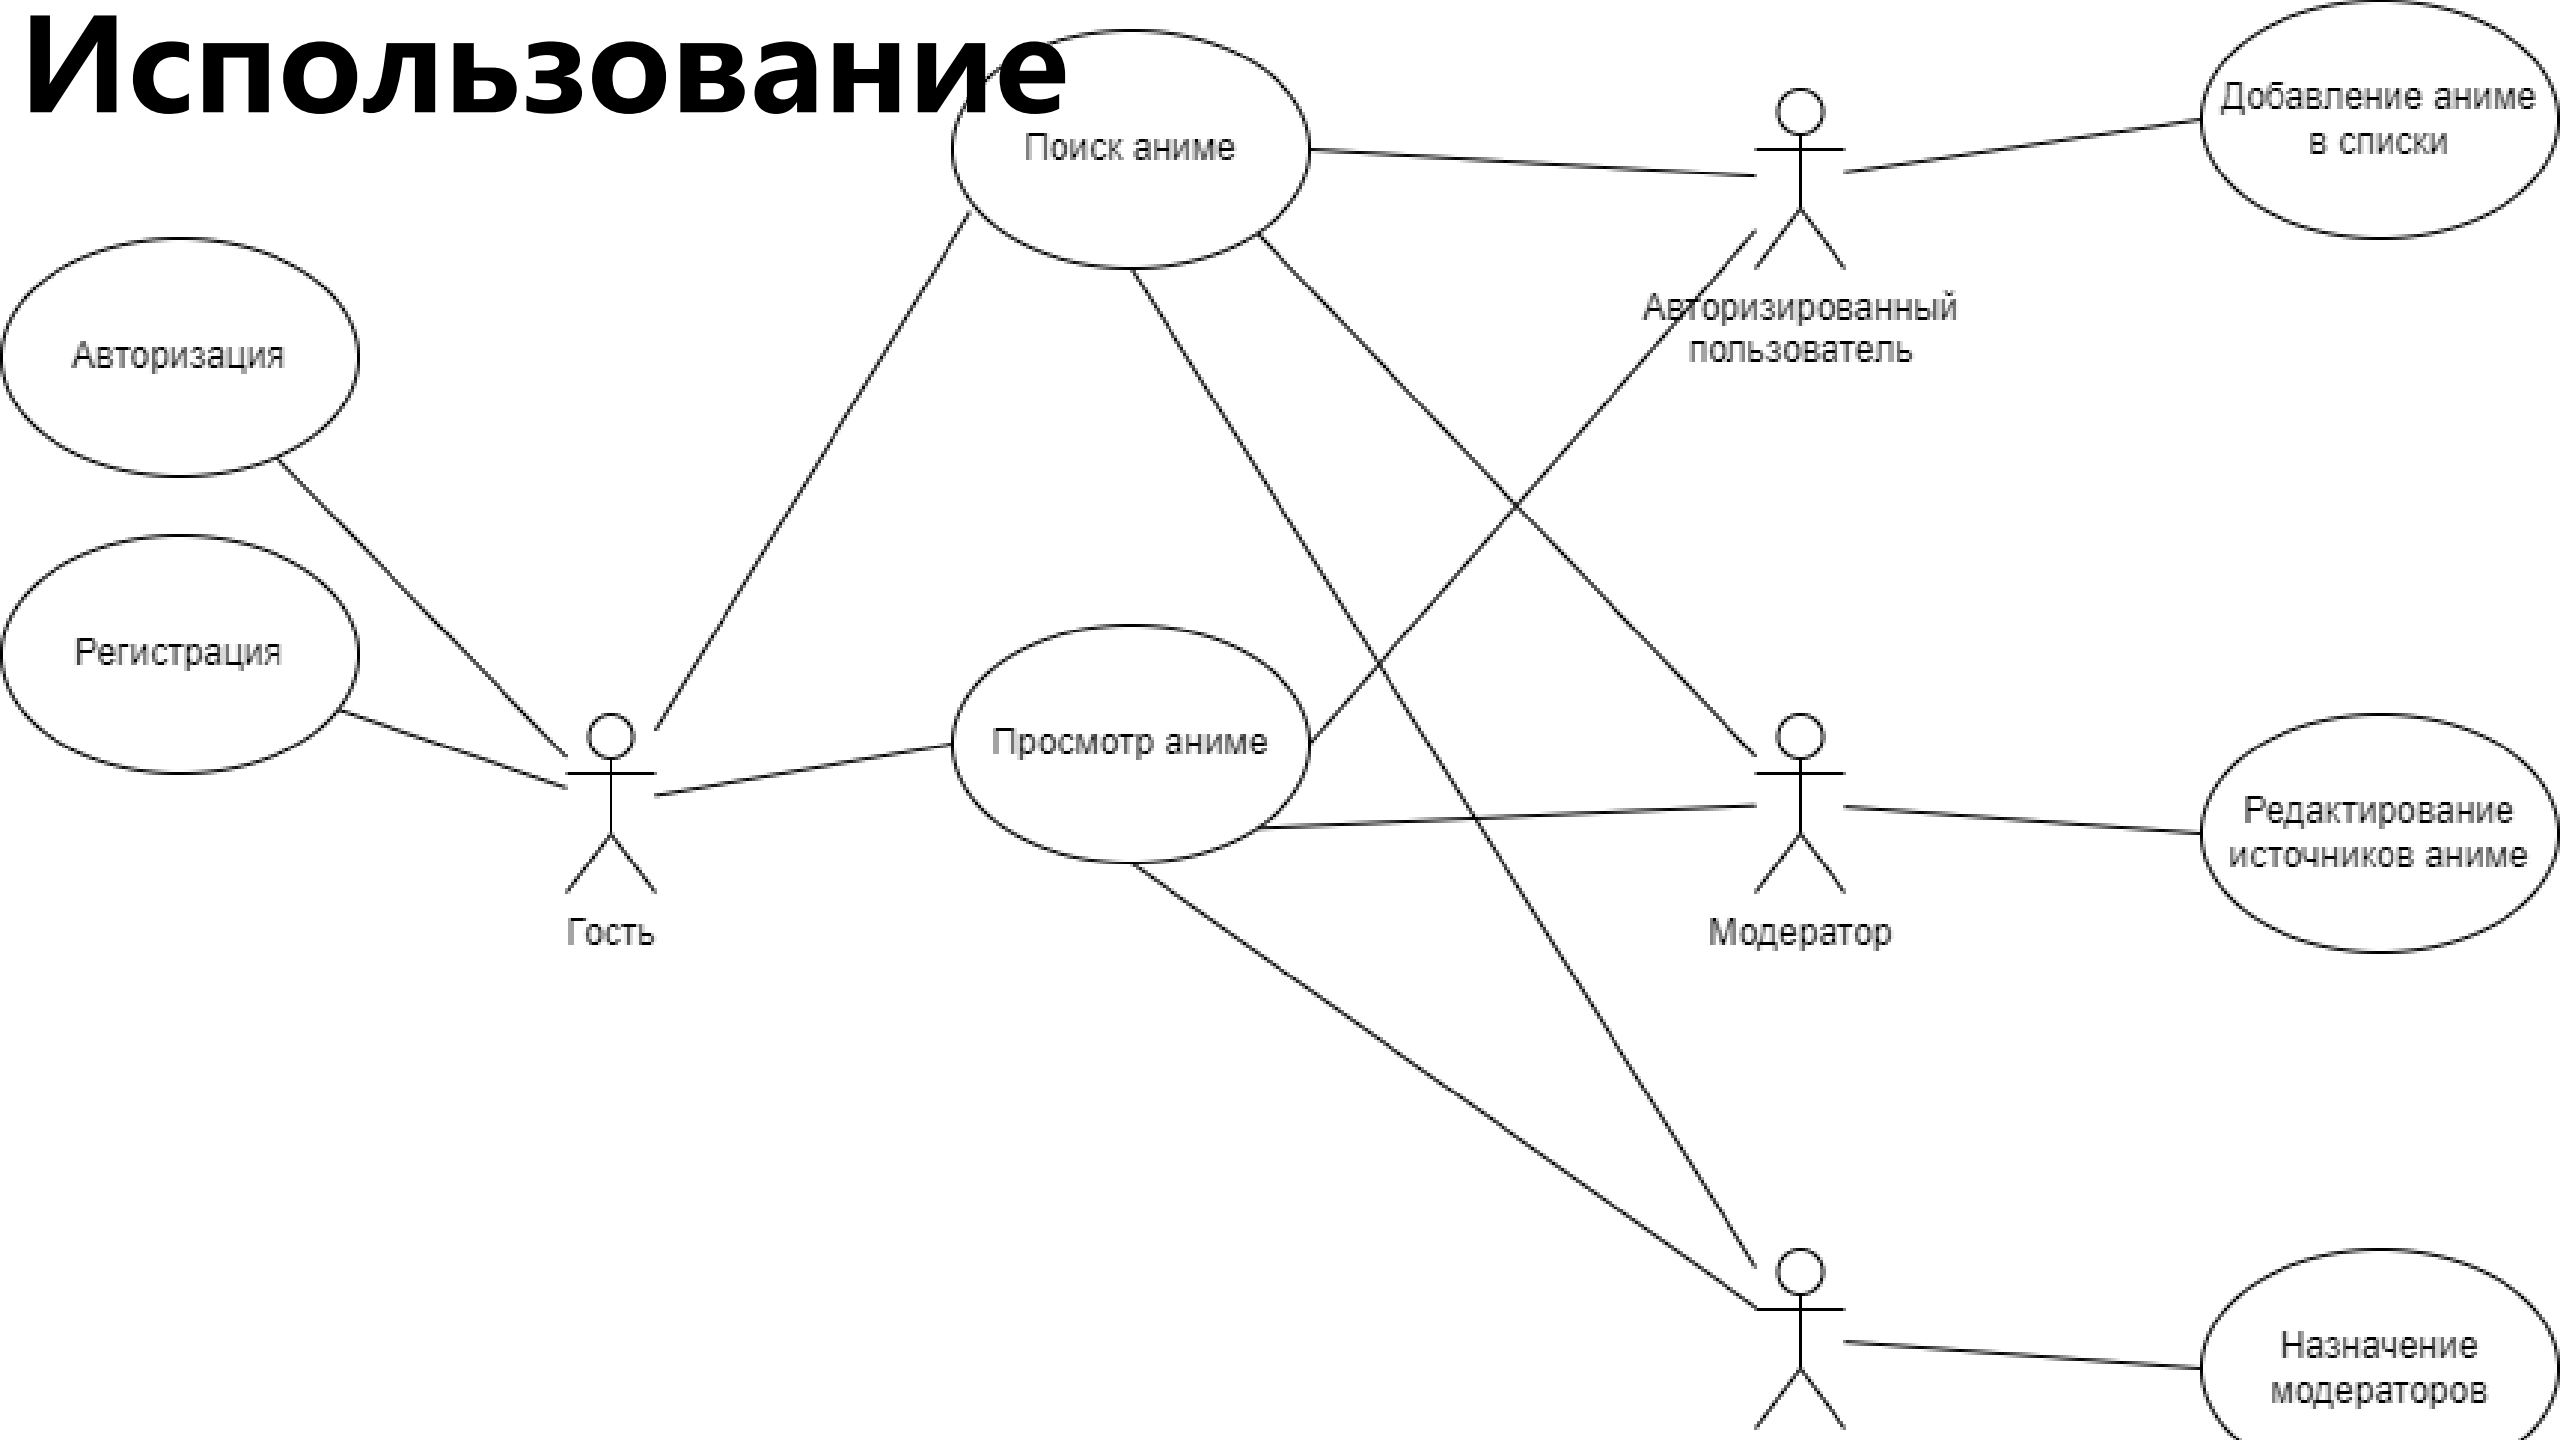 Использование
Поиск аниме
Добавление аниме
в списки
Авторизированный
пользователь
Авторизация
Регистрация
Просмотр аниме
Гость
Модератор
Редактирование
источников аниме
Назначение
модераторов